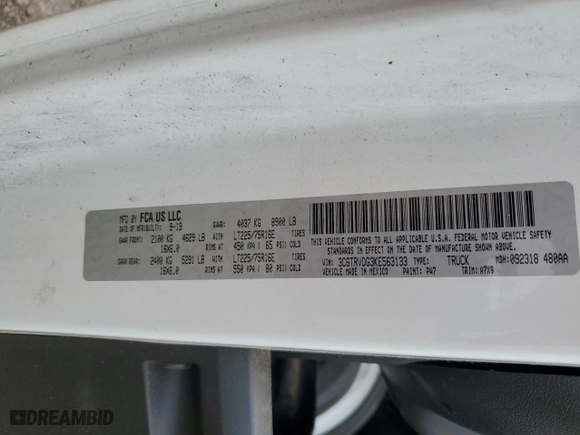 MFD BY FCA US LLC
DATE OF MFR(BUILT): 9-18 GVWR: 4037 KG 8900 LB
GAWR FRONT: 2100 KG 4629 LB WITH LT225/75R16E TIRES
16X6.0 RIMS AT 450 KPA( 65 PSI) COLD
GAWR REAR: 2400 KG 5291 LB WITH LT225/75R16E TIRES
16X6.0 RIMS AT 550 KPA( 80 PSI) COLD
THIS VEHICLE CONFORMS TO ALL APPLICABLE U.S.A. FEDERAL MOTOR VEHICLE SAFETY
STANDARDS IN EFFECT ON THE DATE OF MANUFACTURE SHOWN ABOVE.
VIN: 3C6TRVDG3KE563133 TYPE: TRUCK MDH: 092318 480AA
MADE IN MEXICO PAINT: PW7 TRIM: A7X9
DREAMBID